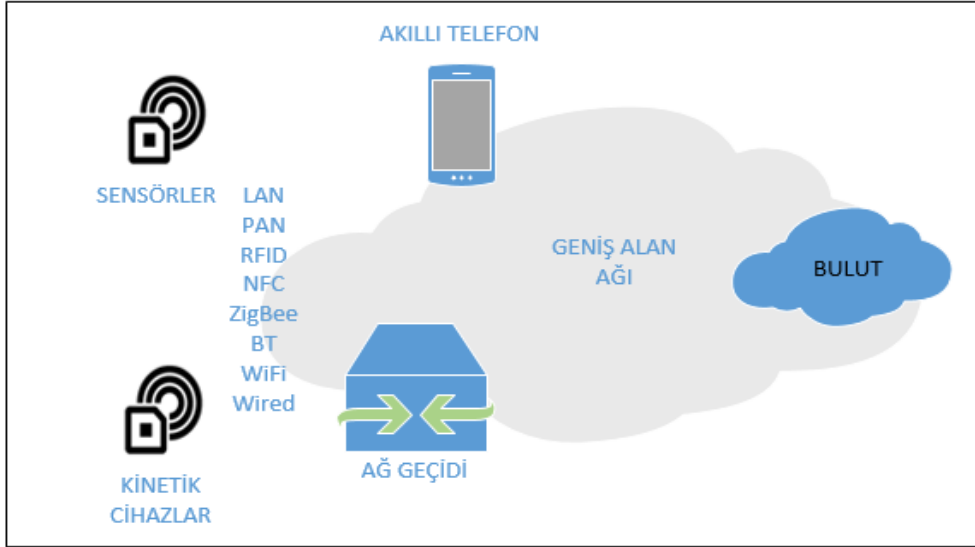 AKILLI TELEFON
SENSÖRLER
LAN
PAN
RFID
NFC
ZigBee
BT
WiFi
Wired
GENİŞ ALAN
AĞI
BULUT
AĞ GEÇİDİ
KİNETİK
CİHAZLAR